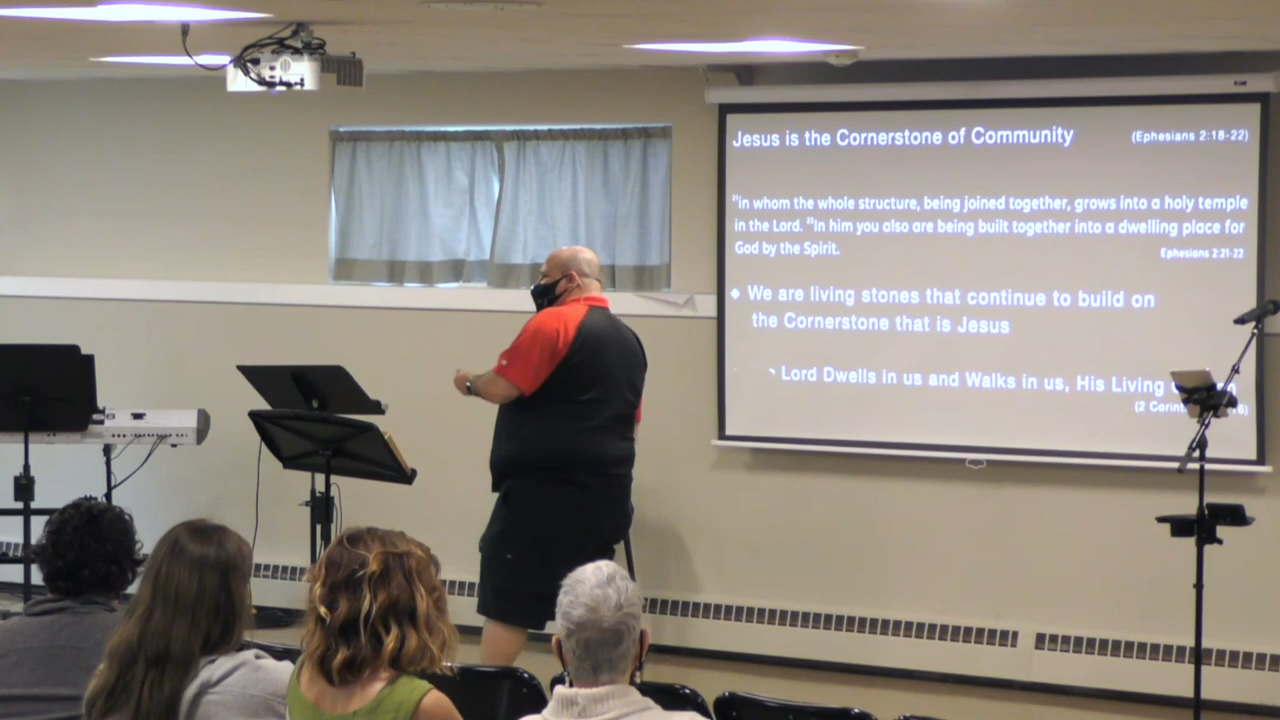 Jesus is the Cornerstone of Community (Ephesians 2:18-22)
²¹in whom the whole structure, being joined together, grows into a holy temple
in the Lord. ²²In him you also are being built together into a dwelling place for
God by the Spirit. Ephesians 2:21-22
❖ We are living stones that continue to build on
the Cornerstone that is Jesus
Lord Dwells in us and Walks in us, His Living
(2